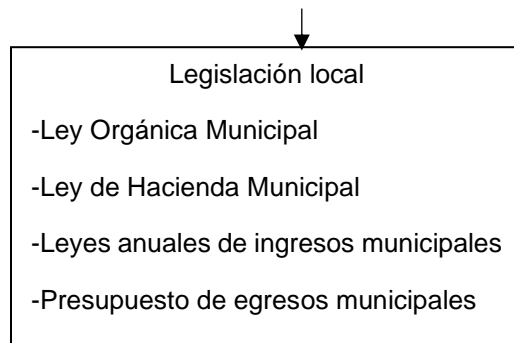 Legislación local
-Ley Orgánica Municipal
-Ley de Hacienda Municipal
-Leyes anuales de ingresos municipales
-Presupuesto de egresos municipales